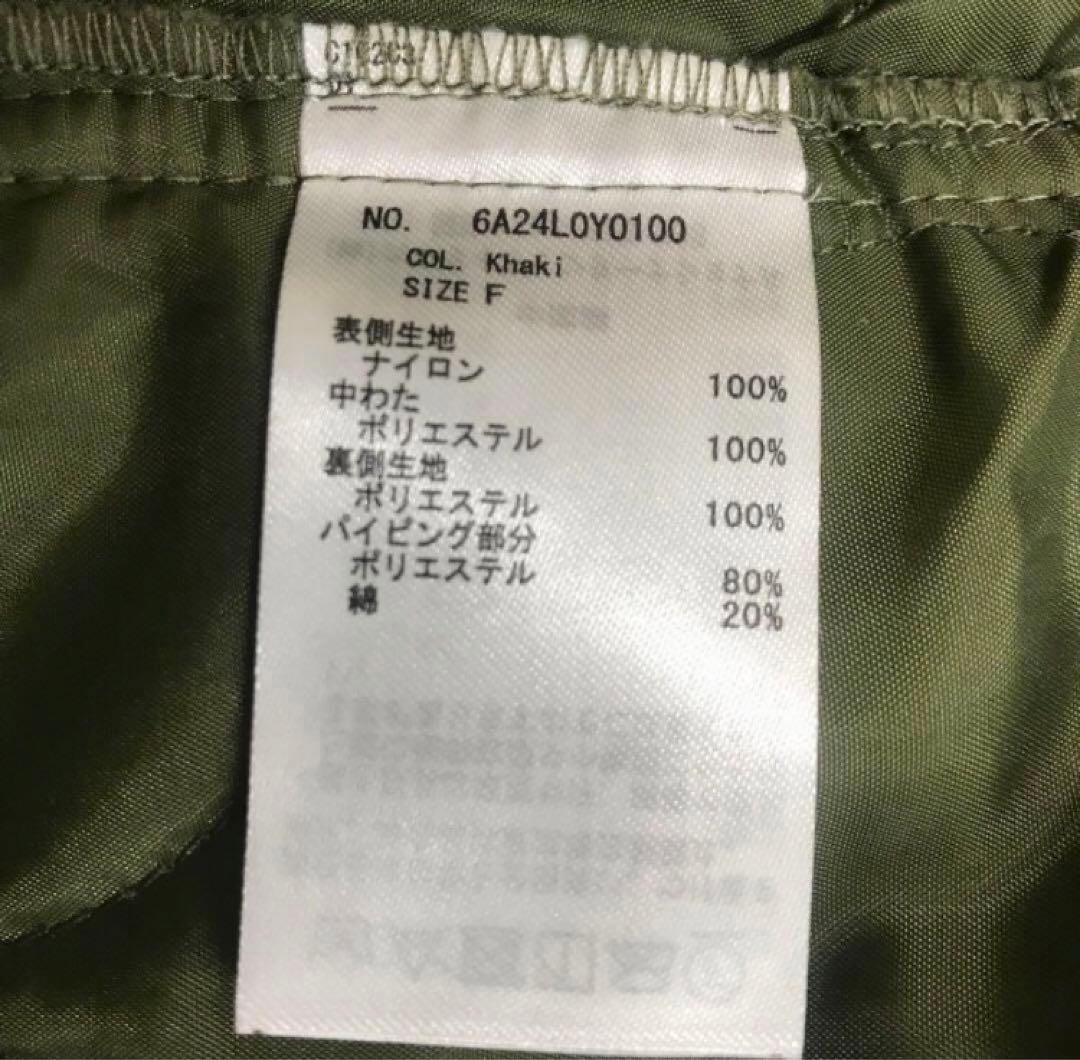 NO. 6A24L0Y0100
COL. Khaki
SIZE F
表側生地
ナイロン 100%
中わた
ポリエステル 100%
裏側生地
ポリエステル 100%
パイピング部分
ポリエステル 80%
綿 20%